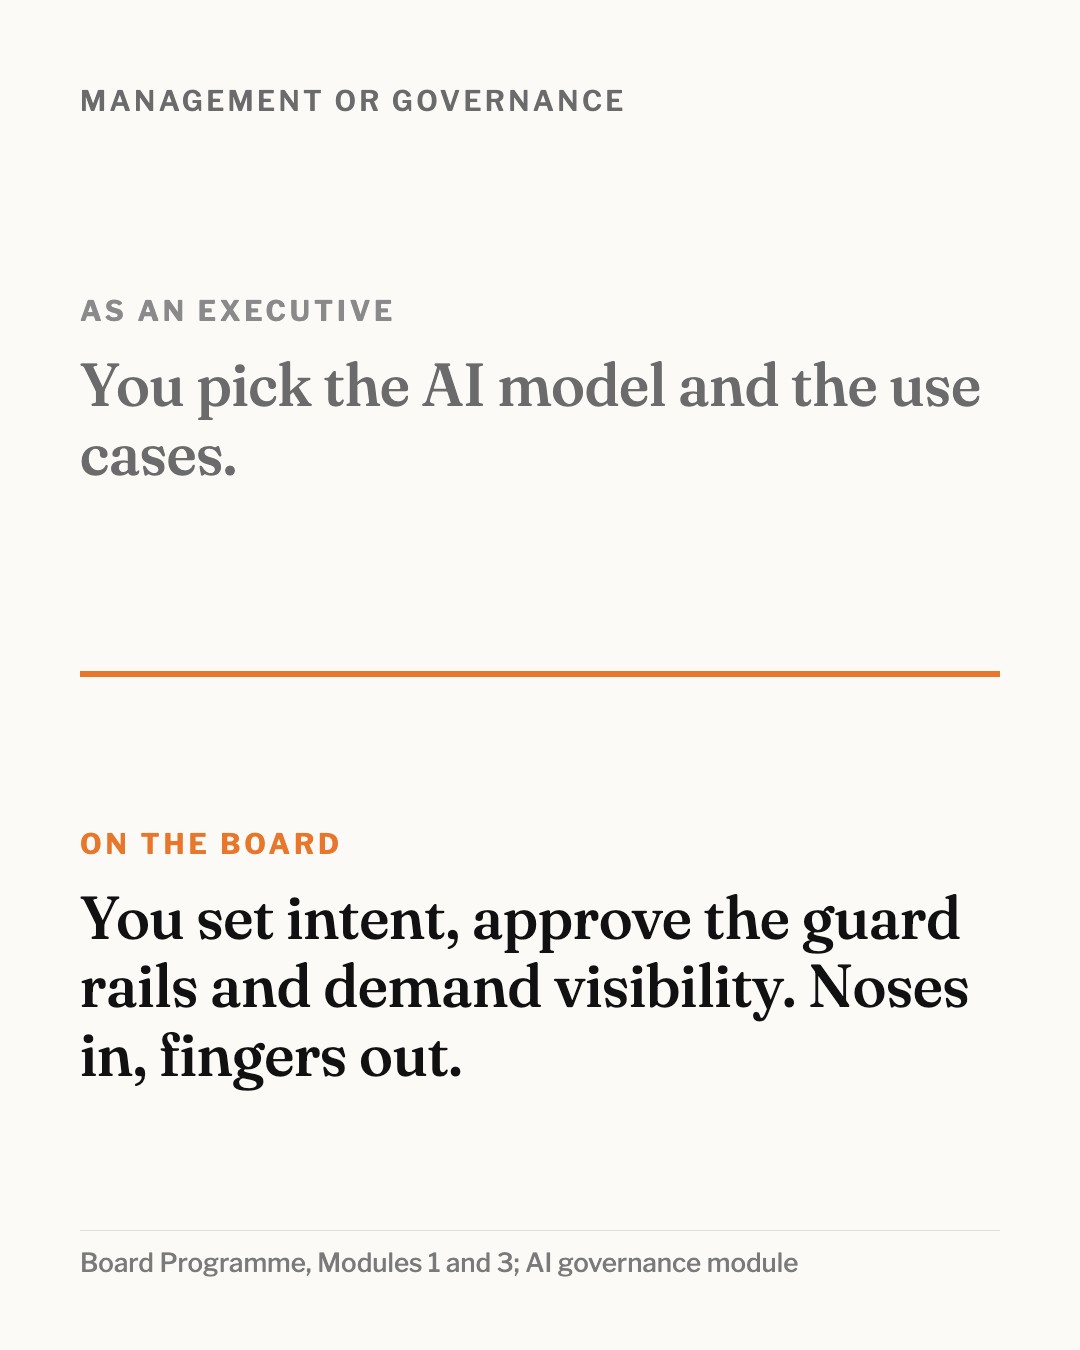 MANAGEMENT OR GOVERNANCE
AS AN EXECUTIVE
You pick the AI model and the use
cases.
ON THE BOARD
You set intent, approve the guard
rails and demand visibility. Noses
in, fingers out.
Board Programme, Modules 1 and 3; AI governance module